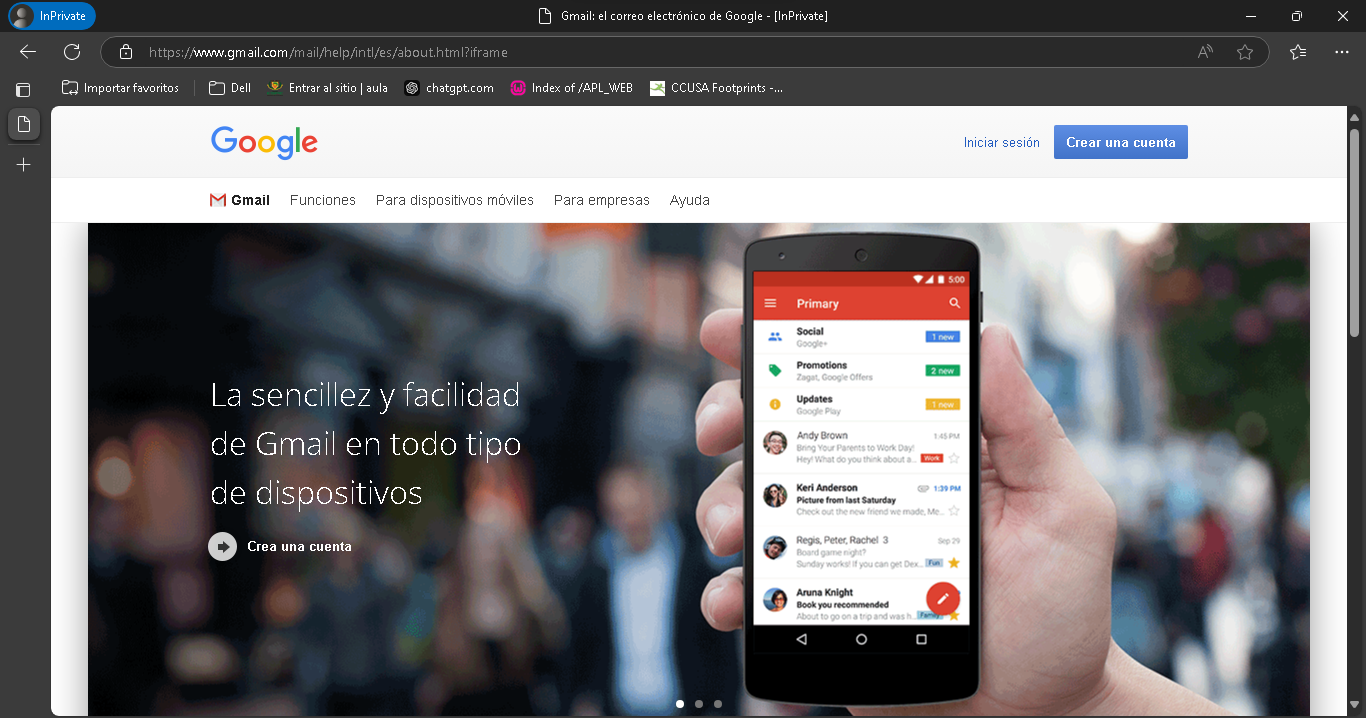 InPrivate
Gmail: el correo electrónico de Google - [InPrivate]
https://www.gmail.com/mail/help/intl/es/about.html?iframe
Importar favoritos
Dell
Entrar al sitio | aula
chatgpt.com
Index of /APL_WEB
CCUSA Footprints -...
Google
Iniciar sesión
Crear una cuenta
Gmail
Funciones
Para dispositivos móviles
Para empresas
Ayuda
La sencillez y facilidad
de Gmail en todo tipo
de dispositivos
Crea una cuenta
5:00
Primary
Social
Google+
1 new
Promotions
Zagat, Google Offers
2 new
Updates
Google Play
1 new
Andy Brown
1:45 PM
Bring Your Parents to Work Day!
Hey! What do you think about a...
Work
Keri Anderson
1:39 PM
Picture from last Saturday
Check out the new friend we made, Me...
Regis, Peter, Rachel 3
Sep 29
Board game night?
Sunday works! If you can get Dex...
Fun
Aruna Knight
Book you recommended
About to go on a trip and was h...
Family